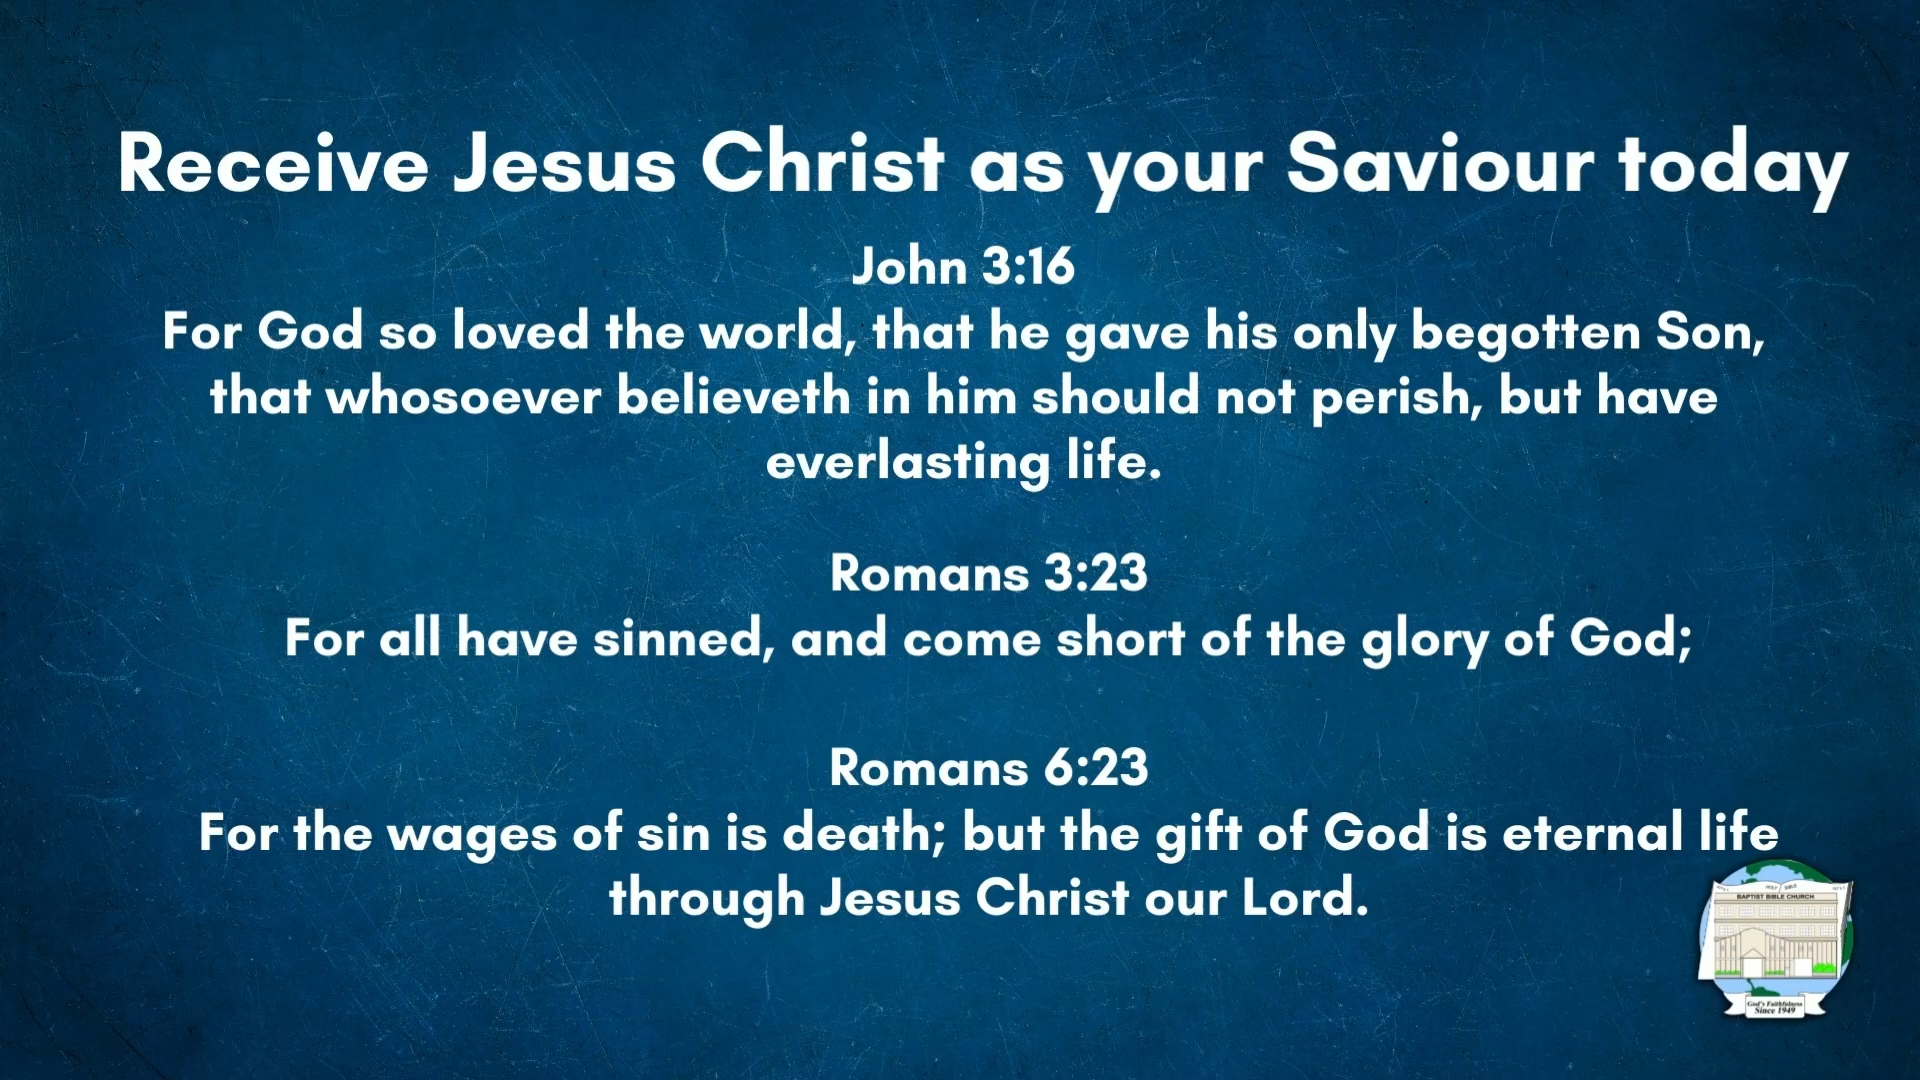 Receive Jesus Christ as your Saviour today
John 3:16
For God so loved the world, that he gave his only begotten Son,
that whosoever believeth in him should not perish, but have
everlasting life.
Romans 3:23
For all have sinned, and come short of the glory of God;
Romans 6:23
For the wages of sin is death; but the gift of God is eternal life
through Jesus Christ our Lord.
HOLY BIBLE
BAPTIST BIBLE CHURCH
God's Faithfulness
Since 1949